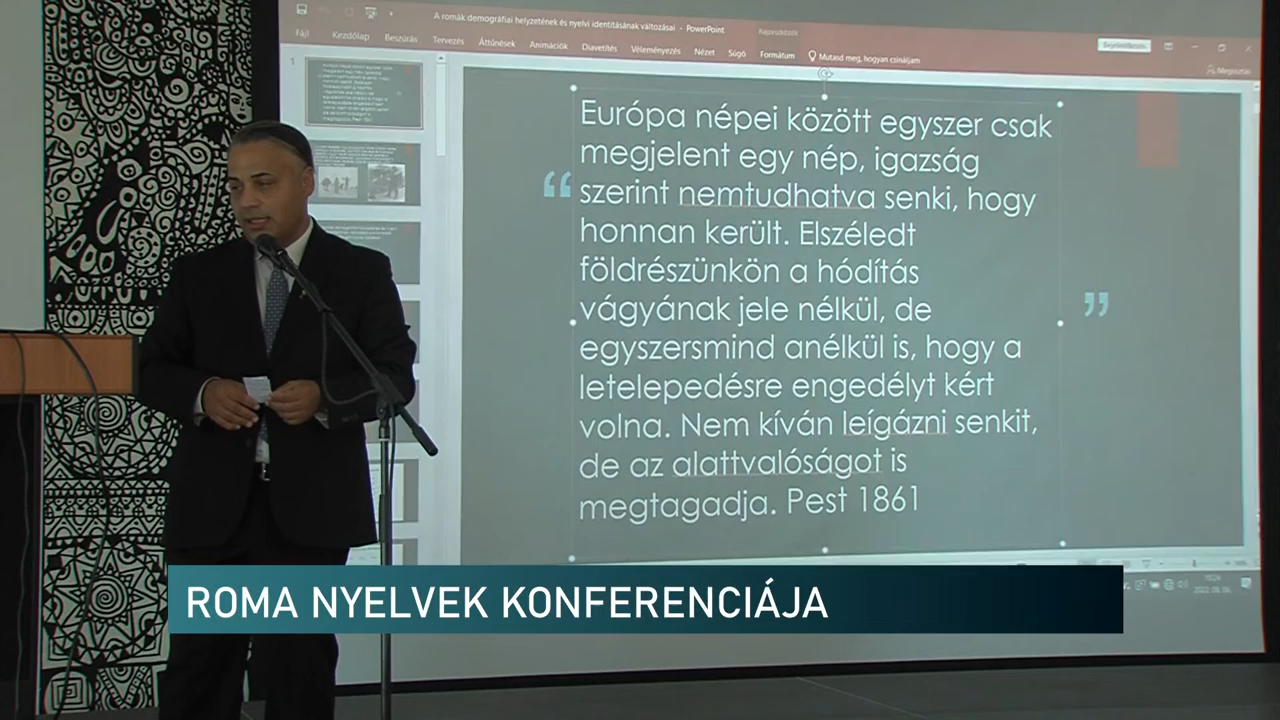 A romák demográfiai helyzetének és nyelvi identitásának változásai - PowerPoint
Fájl Kezdőlap Beszúrás Tervezés Áttűnések Animációk Diavetítés Véleményezés Nézet Súgó Formátum Mutasd meg, hogyan csináljam
Megosztás
1
“ Európa népei között egyszer csak
megjelent egy nép, igazság
szerint nemtudhatva senki, hogy
honnan került. Elszéledt
földrészünkön a hódítás
vágyának jele nélkül, de
egyszersmind anélkül is, hogy a
letelepedésre engedélyt kért
volna. Nem kíván leígázni senkit,
de az alattvalóságot is
megtagadja. Pest 1861 ”
ROMA NYELVEK KONFERENCIÁJA